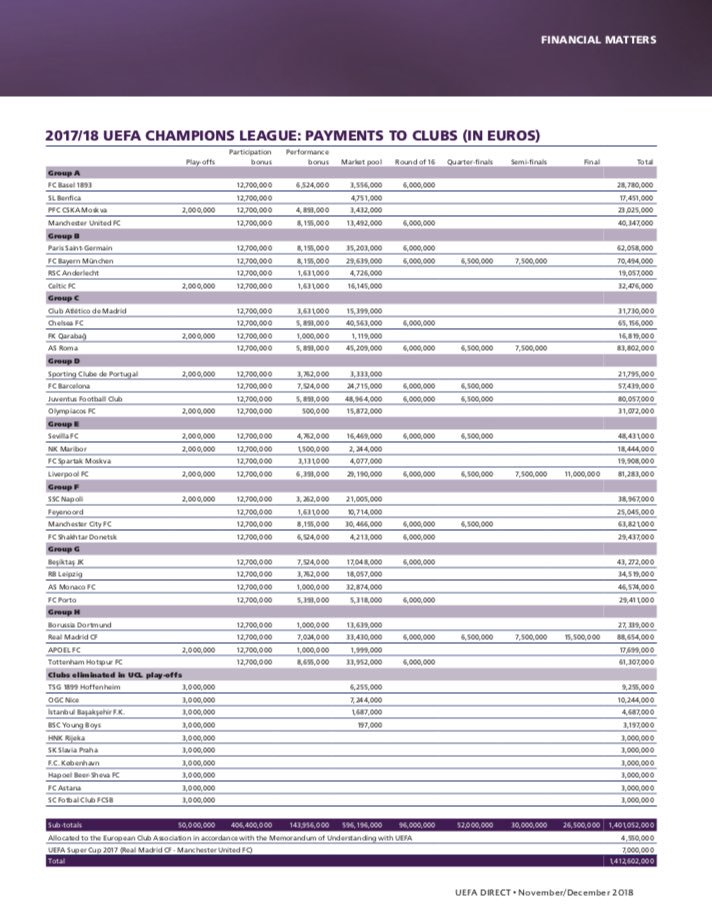 FINANCIAL MATTERS
2017/18 UEFA CHAMPIONS LEAGUE: PAYMENTS TO CLUBS (IN EUROS)
Play-offs Participation bonus Performance bonus Market pool Round of 16 Quarter-finals Semi-finals Final Total
Group A
FC Basel 1893 12,700,000 6,524,000 3,556,000 6,000,000 28,780,000
SL Benfica 12,700,000 4,751,000 17,451,000
PFC CSKA Moskva 2,000,000 12,700,000 4,893,000 3,432,000 23,025,000
Manchester United FC 12,700,000 8,155,000 13,492,000 6,000,000 40,347,000
Group B
Paris Saint-Germain 12,700,000 8,155,000 35,203,000 6,000,000 62,058,000
FC Bayern München 12,700,000 8,155,000 29,639,000 6,000,000 6,500,000 7,500,000 70,494,000
RSC Anderlecht 12,700,000 1,631,000 4,726,000 19,057,000
Celtic FC 2,000,000 12,700,000 1,631,000 16,145,000 32,476,000
Group C
Club Atlético de Madrid 12,700,000 3,631,000 15,399,000 31,730,000
Chelsea FC 12,700,000 5,893,000 40,563,000 6,000,000 65,156,000
FK Qarabağ 2,000,000 12,700,000 1,000,000 1,119,000 16,819,000
AS Roma 12,700,000 5,893,000 45,209,000 6,000,000 6,500,000 7,500,000 83,802,000
Group D
Sporting Clube de Portugal 2,000,000 12,700,000 3,762,000 3,333,000 21,795,000
FC Barcelona 12,700,000 7,524,000 24,715,000 6,000,000 6,500,000 57,439,000
Juventus Football Club 12,700,000 5,893,000 48,964,000 6,000,000 6,500,000 80,057,000
Olympiacos FC 2,000,000 12,700,000 500,000 15,872,000 31,072,000
Group E
Sevilla FC 2,000,000 12,700,000 4,762,000 16,469,000 6,000,000 6,500,000 48,431,000
NK Maribor 2,000,000 12,700,000 1,500,000 2,244,000 18,444,000
FC Spartak Moskva 12,700,000 3,131,000 4,077,000 19,908,000
Liverpool FC 2,000,000 12,700,000 6,393,000 29,190,000 6,000,000 6,500,000 7,500,000 11,000,000 81,283,000
Group F
SSC Napoli 2,000,000 12,700,000 3,262,000 21,005,000 38,967,000
Feyenoord 12,700,000 1,631,000 10,714,000 25,045,000
Manchester City FC 12,700,000 8,155,000 30,466,000 6,000,000 6,500,000 63,821,000
FC Shakhtar Donetsk 12,700,000 6,524,000 4,213,000 6,000,000 29,437,000
Group G
Beşiktaş JK 12,700,000 7,524,000 17,048,000 6,000,000 43,272,000
RB Leipzig 12,700,000 3,762,000 18,057,000 34,519,000
AS Monaco FC 12,700,000 1,000,000 32,874,000 46,574,000
FC Porto 12,700,000 5,393,000 5,318,000 6,000,000 29,411,000
Group H
Borussia Dortmund 12,700,000 1,000,000 13,639,000 27,339,000
Real Madrid CF 12,700,000 7,024,000 33,430,000 6,000,000 6,500,000 7,500,000 15,500,000 88,654,000
APOEL FC 2,000,000 12,700,000 1,000,000 1,999,000 17,699,000
Tottenham Hotspur FC 12,700,000 8,655,000 33,952,000 6,000,000 61,307,000
Clubs eliminated in UCL play-offs
TSG 1899 Hoffenheim 3,000,000 6,255,000 9,255,000
OGC Nice 3,000,000 7,244,000 10,244,000
İstanbul Başakşehir F.K. 3,000,000 1,687,000 4,687,000
BSC Young Boys 3,000,000 197,000 3,197,000
HNK Rijeka 3,000,000 3,000,000
SK Slavia Praha 3,000,000 3,000,000
F.C. København 3,000,000 3,000,000
Hapoel Beer-Sheva FC 3,000,000 3,000,000
FC Astana 3,000,000 3,000,000
SC Fotbal Club FCSB 3,000,000 3,000,000
Sub-totals 50,000,000 406,400,000 143,956,000 596,196,000 96,000,000 52,000,000 30,000,000 26,500,000 1,401,052,000
Allocated to the European Club Association in accordance with the Memorandum of Understanding with UEFA 4,550,000
UEFA Super Cup 2017 (Real Madrid CF - Manchester United FC) 7,000,000
Total 1,412,602,000
UEFA DIRECT • November/December 2018